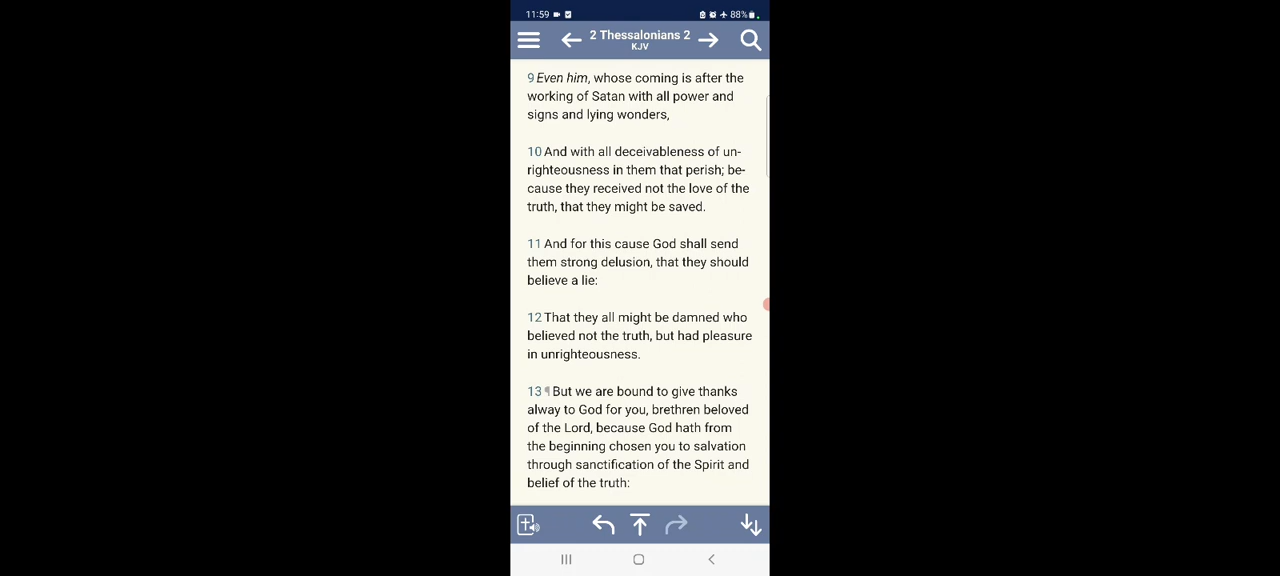 11:59
88%
2 Thessalonians 2
KJV
9 Even him, whose coming is after the
working of Satan with all power and
signs and lying wonders,
10 And with all deceivableness of un-
righteousness in them that perish; be-
cause they received not the love of the
truth, that they might be saved.
11 And for this cause God shall send
them strong delusion, that they should
believe a lie:
12 That they all might be damned who
believed not the truth, but had pleasure
in unrighteousness.
13 ¶ But we are bound to give thanks
alway to God for you, brethren beloved
of the Lord, because God hath from
the beginning chosen you to salvation
through sanctification of the Spirit and
belief of the truth: